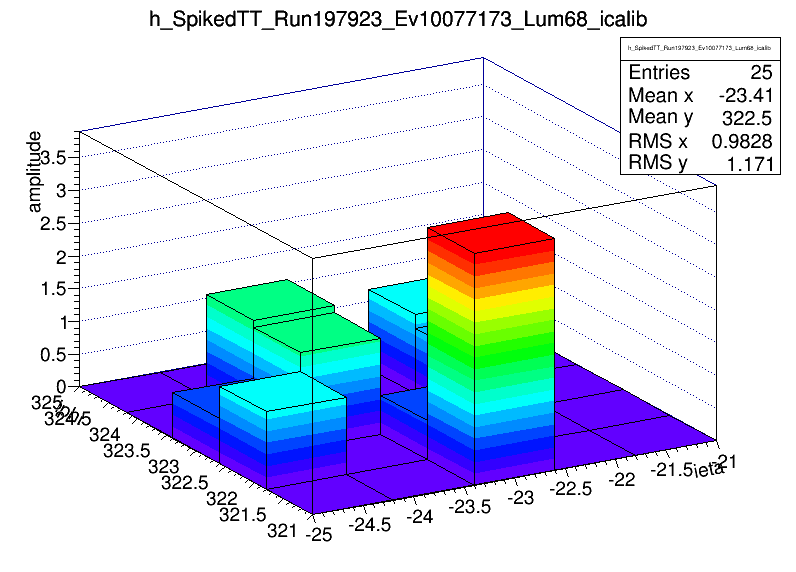 h_SpikedTT_Run197923_Ev10077173_Lum68_icalib
h_SpikedTT_Run197923_Ev10077173_Lum68_icalib
Entries 25
Mean x -23.41
Mean y 322.5
RMS x 0.9828
RMS y 1.171
amplitude
3.5
3
2.5
2
1.5
1
0.5
0
325
324.5
324
323.5
323
322.5
322
321.5
321
-25
-24.5
-24
-23.5
-23
-22.5
-22
-21.5
-21
ieta